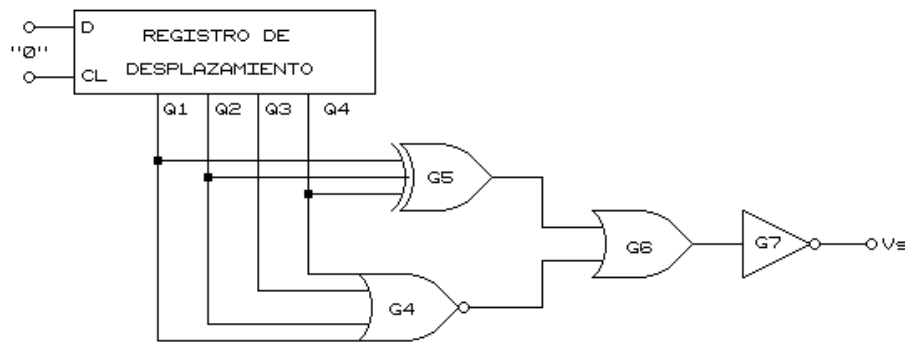 D
REGISTRO DE
"0"
DESPLAZAMIENTO
CL
Q1 Q2 Q3 Q4
G5
G6
G7
Vs
G4